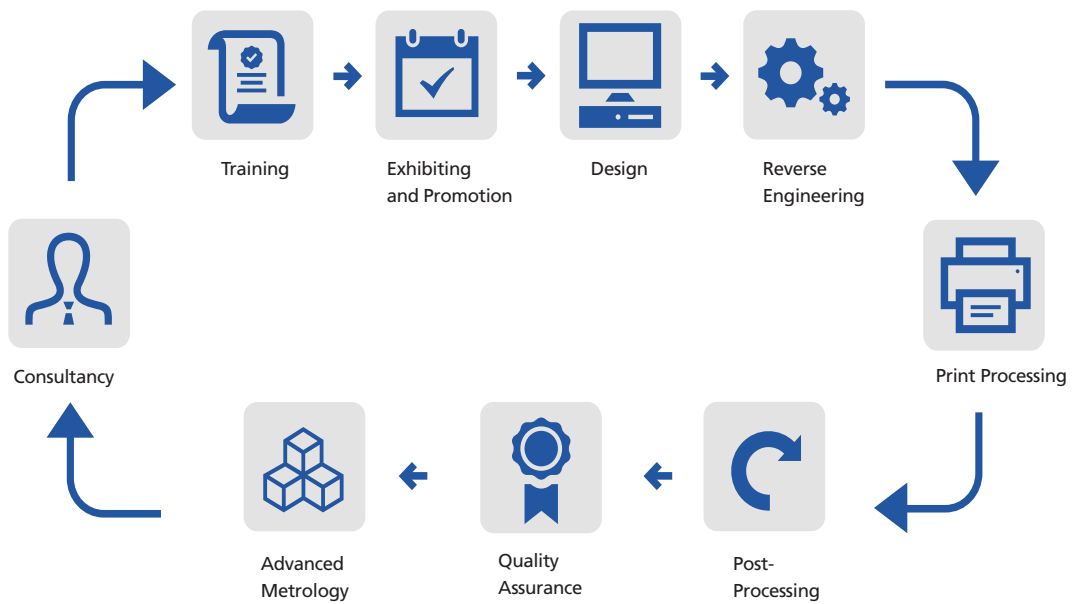 Training
Exhibiting
and Promotion
Design
Reverse
Engineering
Consultancy
Print Processing
Advanced
Metrology
Quality
Assurance
Post-
Processing